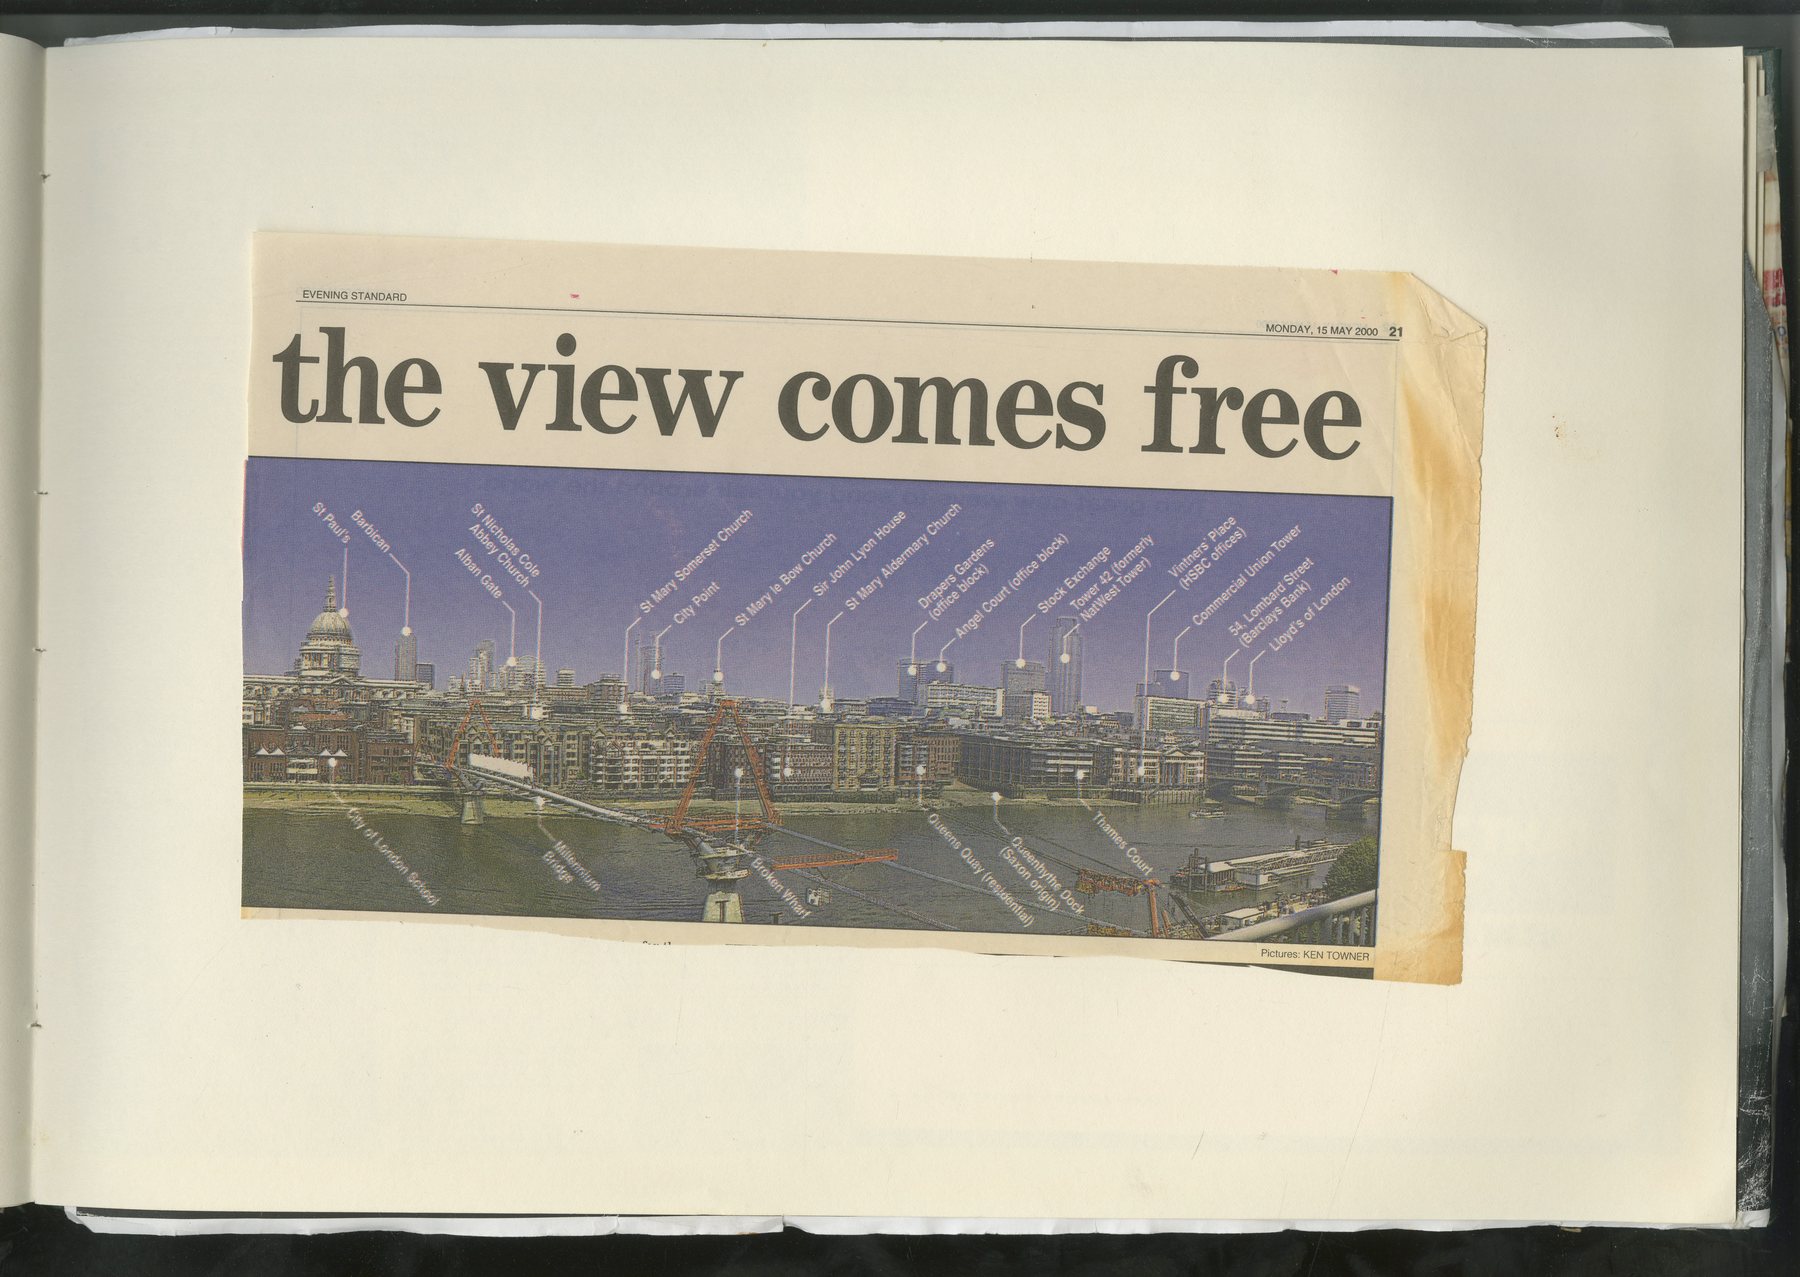 EVENING STANDARD
MONDAY, 15 MAY 2000 21
the view comes free
St Paul's
Barbican
St Nicholas Cole
Abbey Church
Alban Gate
St Mary Somerset Church
City Point
St Mary le Bow Church
Sir John Lyon House
St Mary Aldermary Church
Drapers Gardens
(office block)
Angel Court (office block)
Stock Exchange
Tower 42 (formerly
NatWest Tower)
Vintners' Place
(HSBC offices)
Commercial Union Tower
54, Lombard Street
(Barclays Bank)
Lloyd's of London
City of London School
Millennium
Bridge
Broken Wharf
Queens Quay (residential)
Queenhythe Dock
(Saxon origin)
Thames Court
Pictures: KEN TOWNER